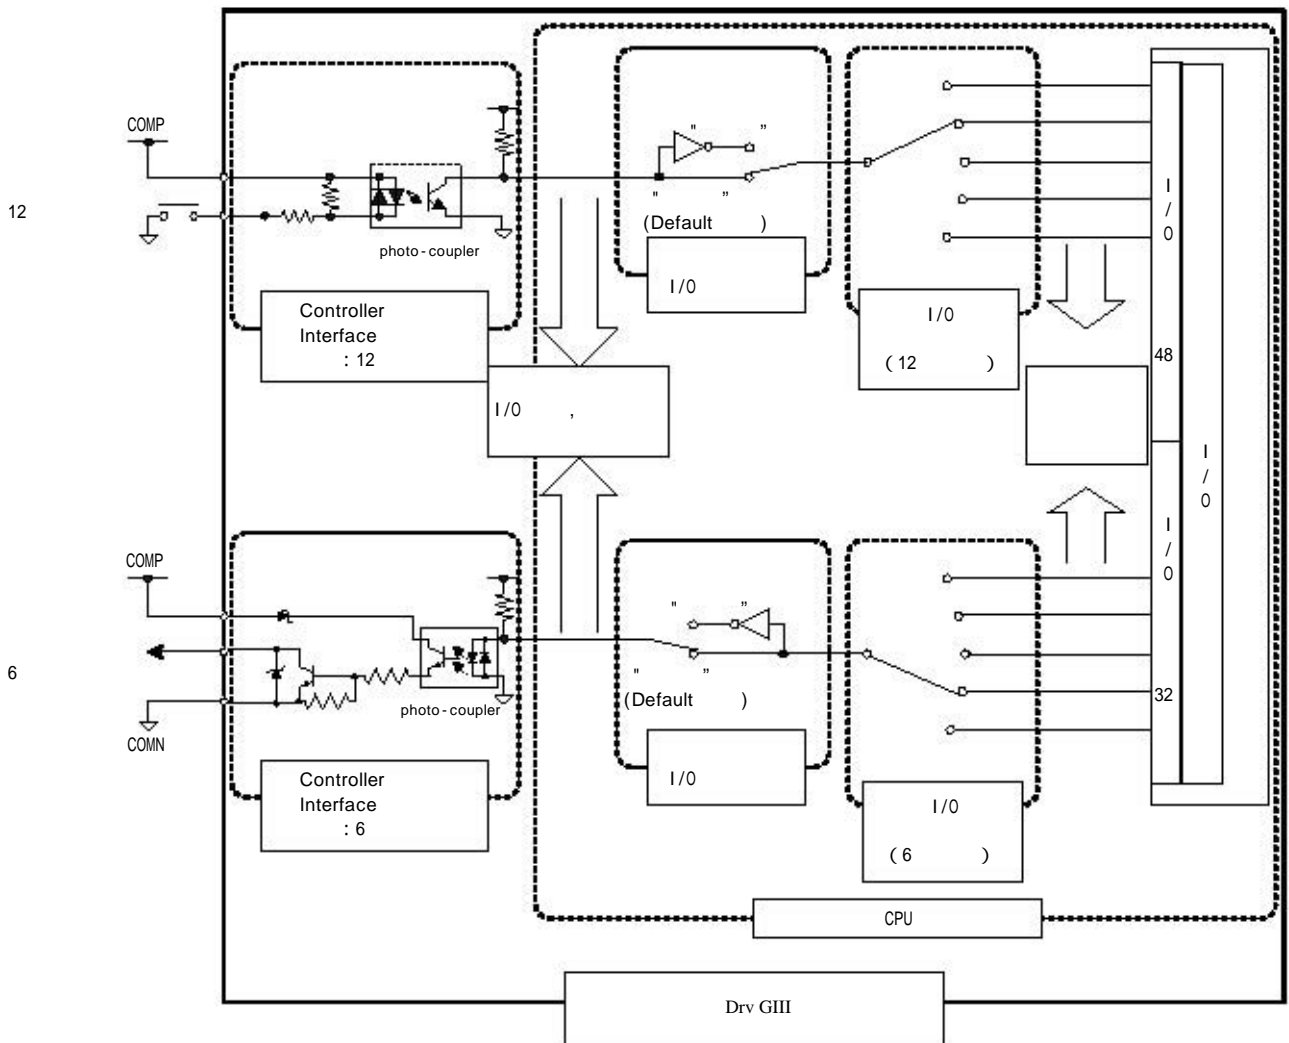 COMP
12
photo-coupler
Controller
Interface
: 12
" ”
" ”
(Default )
I/0
I/0
( 12 )
I/0
48
I/0 ,
I/0
I/0
32
COMP
6
COMN
photo-coupler
Controller
Interface
: 6
" ”
" ”
(Default )
I/0
I/0
( 6 )
CPU
Drv GIII